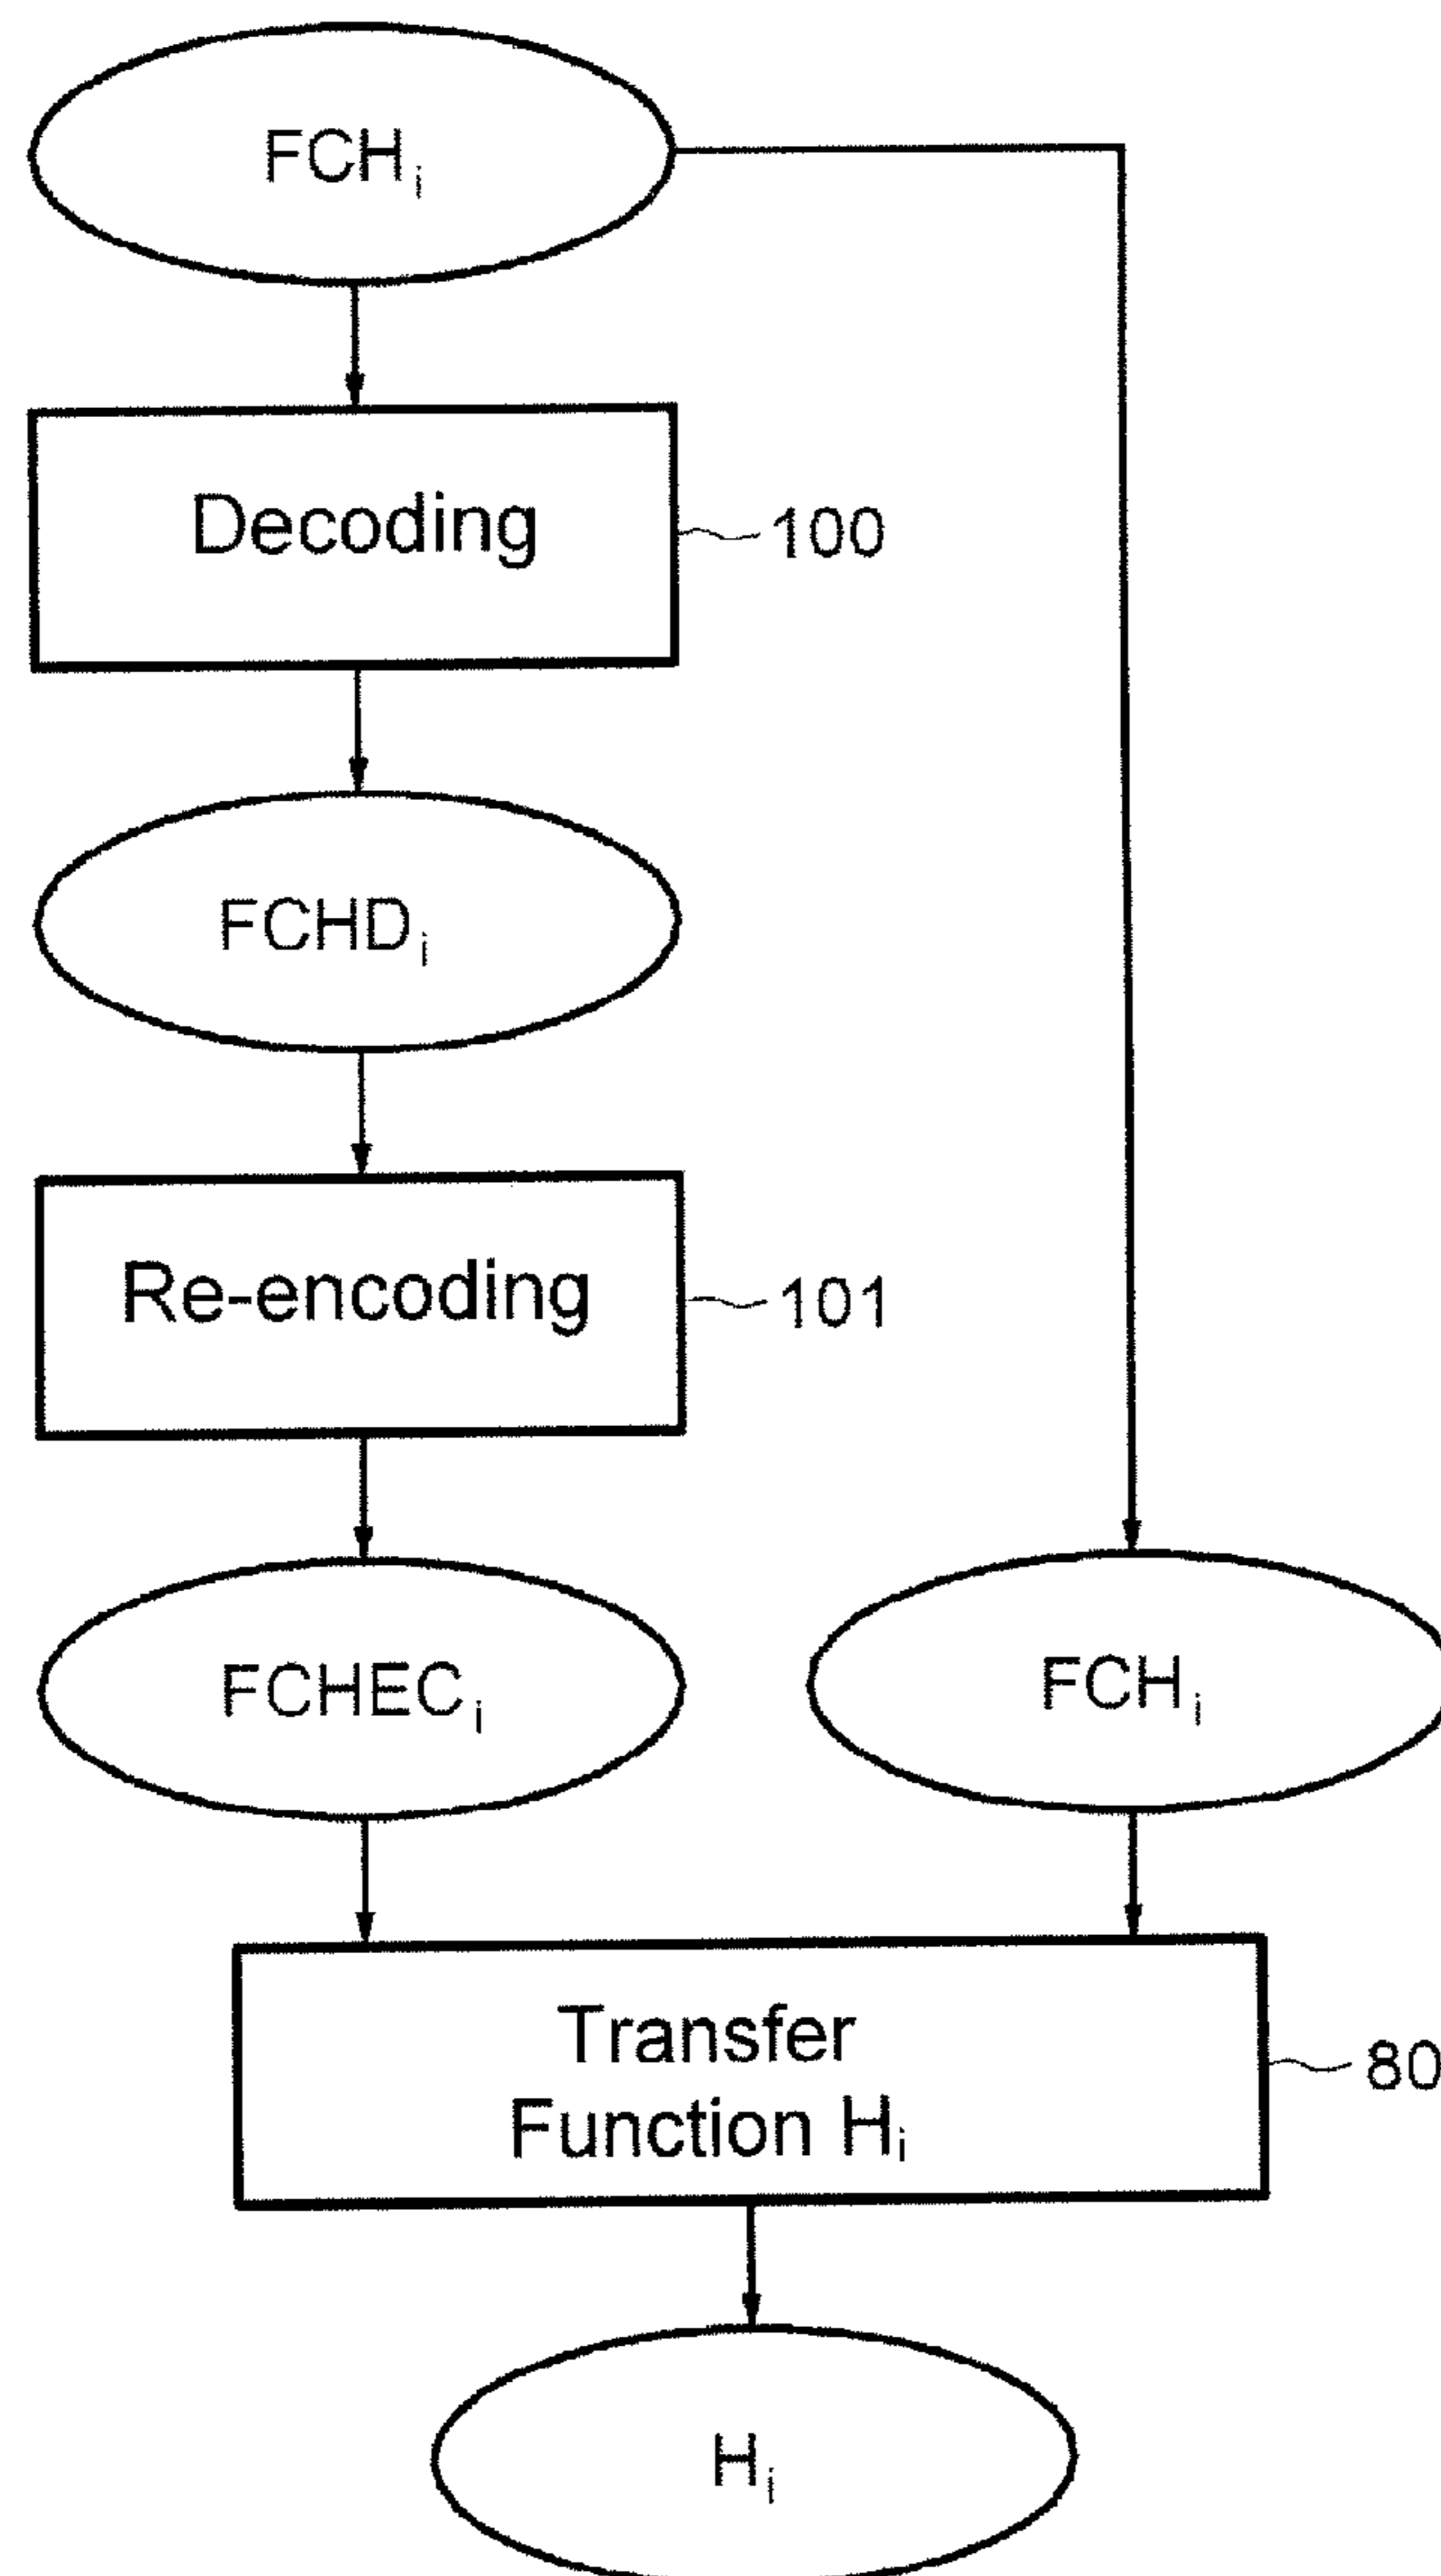 FCHi
Decoding
100
FCHDi
Re-encoding
101
FCHECi
FCHi
Transfer
Function Hi
80
Hi